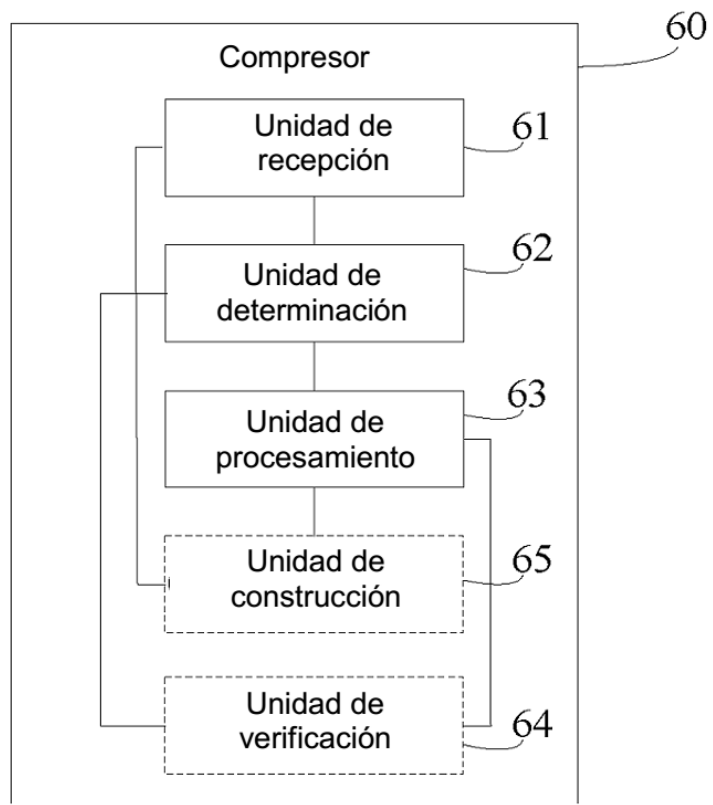 60
Compresor
Unidad de
recepción
61
Unidad de
determinación
62
Unidad de
procesamiento
63
Unidad de
construcción
65
Unidad de
verificación
64